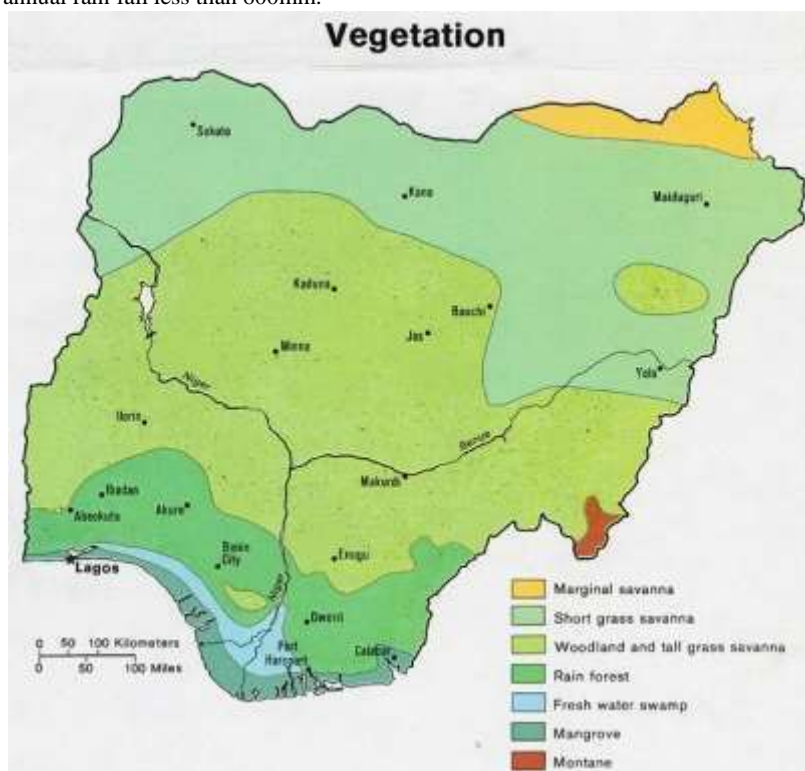 annual rain fall less than 600mm.
Vegetation
Sokoto
Kano
Maidaguri
Kaduna
Bauchi
Jos
Minna
Yola
Niger
Ilorin
Benue
Makurdi
Ibadan
Abeokuta
Akure
Benin
City
Enugu
Lagos
Niger
Owerri
Port
Harcourt
Calabar
0 50 100 Kilometers
0 50 100 Miles
Marginal savanna
Short grass savanna
Woodland and tall grass savanna
Rain forest
Fresh water swamp
Mangrove
Montane